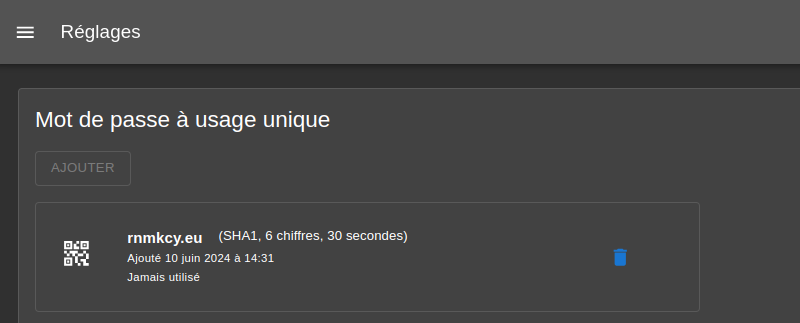 Réglages
Mot de passe à usage unique
AJOUTER
rnmkcy.eu (SHA1, 6 chiffres, 30 secondes)
Ajouté 10 juin 2024 à 14:31
Jamais utilisé